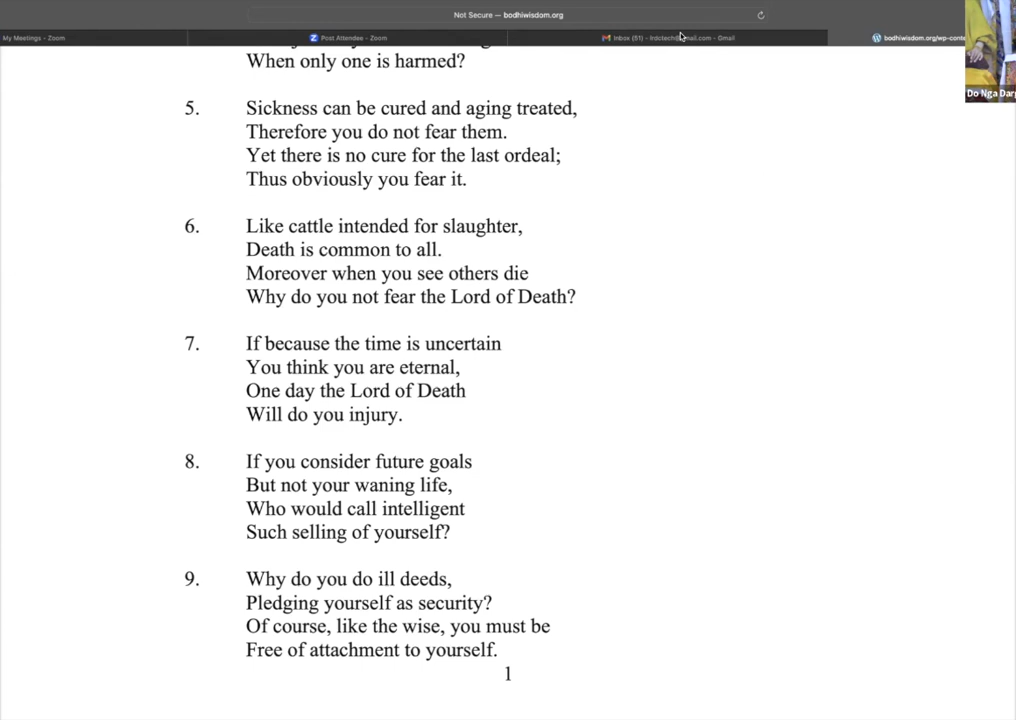 Not Secure — bodhiwisdom.org
My Meetings - Zoom
Post Attendee - Zoom
Inbox (51) - lrdctech@gmail.com - Gmail
bodhiwisdom.org/wp-conte
Do Nga Darg
When only one is harmed?
5. Sickness can be cured and aging treated,
Therefore you do not fear them.
Yet there is no cure for the last ordeal;
Thus obviously you fear it.
6. Like cattle intended for slaughter,
Death is common to all.
Moreover when you see others die
Why do you not fear the Lord of Death?
7. If because the time is uncertain
You think you are eternal,
One day the Lord of Death
Will do you injury.
8. If you consider future goals
But not your waning life,
Who would call intelligent
Such selling of yourself?
9. Why do you do ill deeds,
Pledging yourself as security?
Of course, like the wise, you must be
Free of attachment to yourself.
1